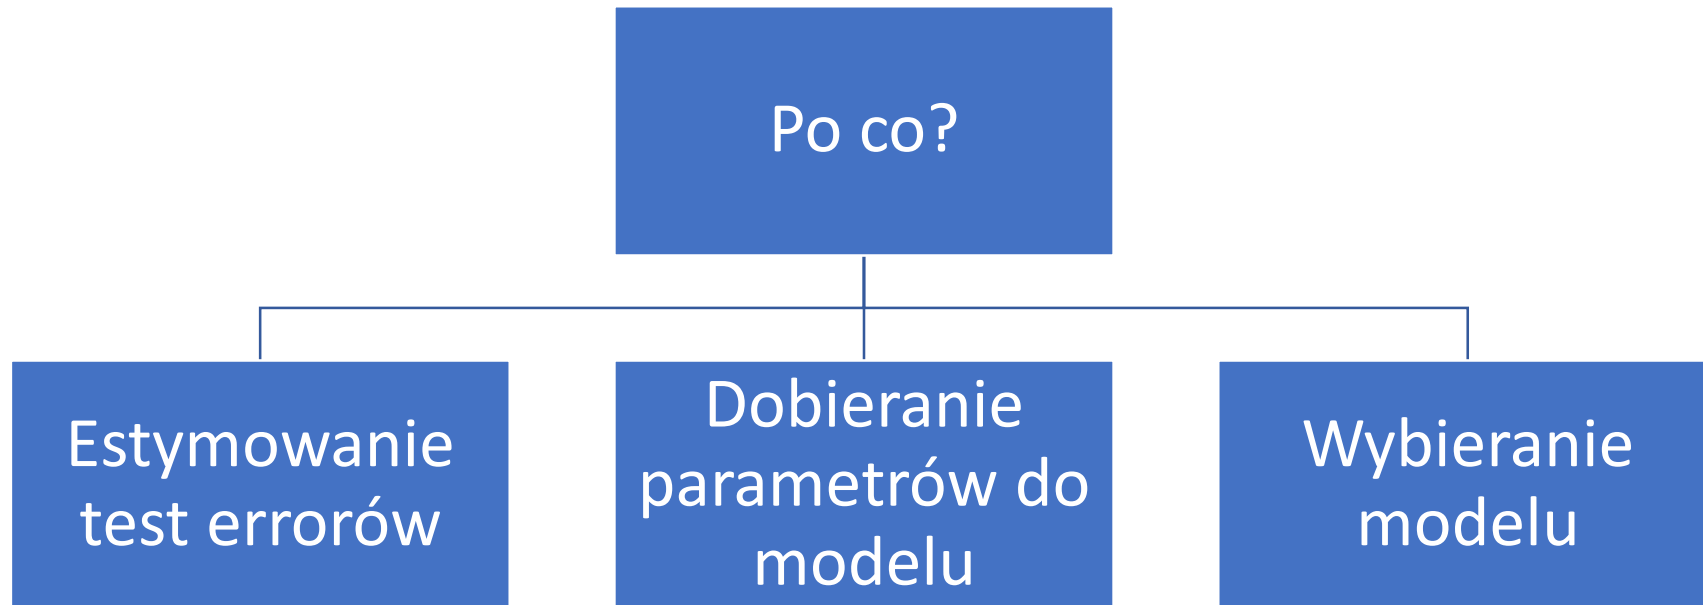 Po co?
Estymowanie
test errorów
Dobieranie
parametrów do
modelu
Wybieranie
modelu